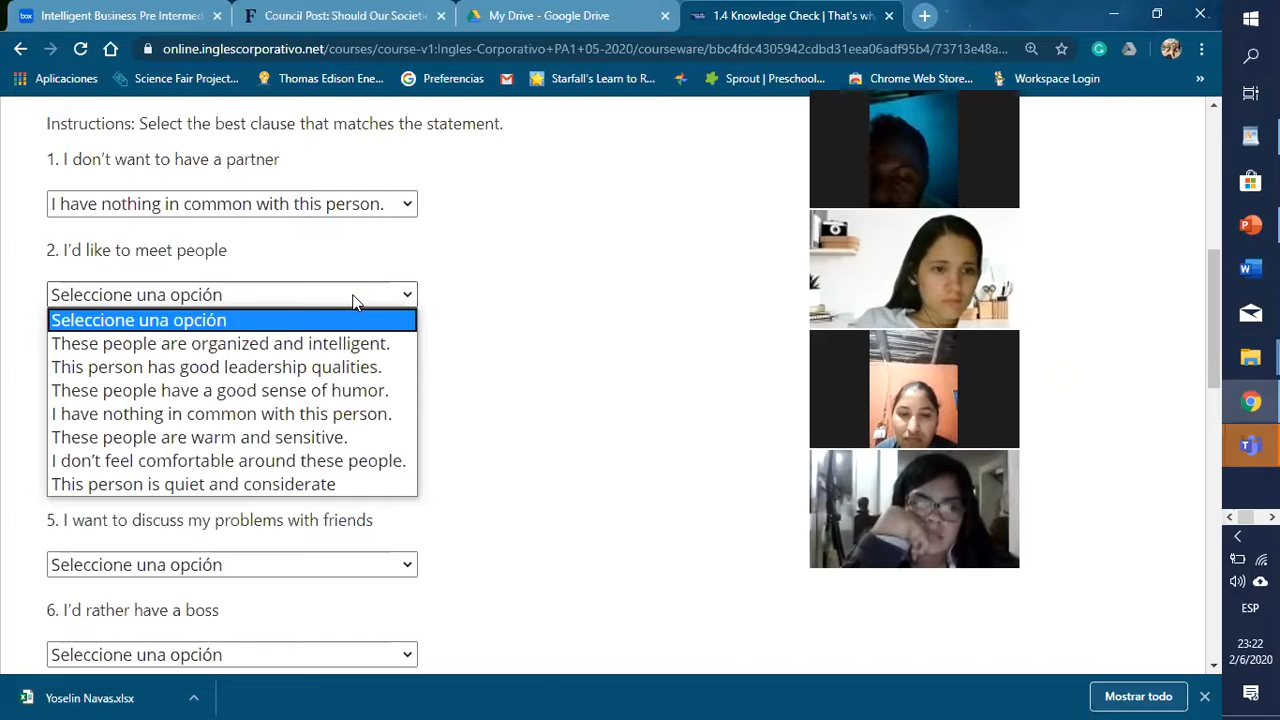 box Intelligent Business Pre Intermed
F Council Post: Should Our Societi
My Drive - Google Drive
1.4 Knowledge Check | That's wh
online.inglescorporativo.net/courses/course-v1:Ingles-Corporativo+PA1+05-2020/courseware/bbc4fdc4305942cdbd31eea06adf95b4/73713e48a...
Aplicaciones
Science Fair Project...
Thomas Edison Ene...
Preferencias
Starfall's Learn to R...
Sprout | Preschool...
Chrome Web Store...
Workspace Login
»
Instructions: Select the best clause that matches the statement.
1. I don't want to have a partner
I have nothing in common with this person.
2. I'd like to meet people
Seleccione una opción
Seleccione una opción
These people are organized and intelligent.
This person has good leadership qualities.
These people have a good sense of humor.
I have nothing in common with this person.
These people are warm and sensitive.
I don't feel comfortable around these people.
This person is quiet and considerate
5. I want to discuss my problems with friends
Seleccione una opción
6. I'd rather have a boss
Seleccione una opción
ESP
23:22
2/6/2020
Yoselin Navas.xlsx
Mostrar todo